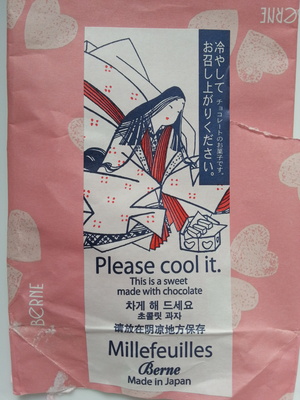 BERNE
冷やして
お召し上がりください。
チョコレートのお菓子です。
Please cool it.
This is a sweet
made with chocolate
차게 해 드세요
초콜릿 과자
请放在阴凉地方保存
Millefeuilles
Berne
Made in Japan
BERNE